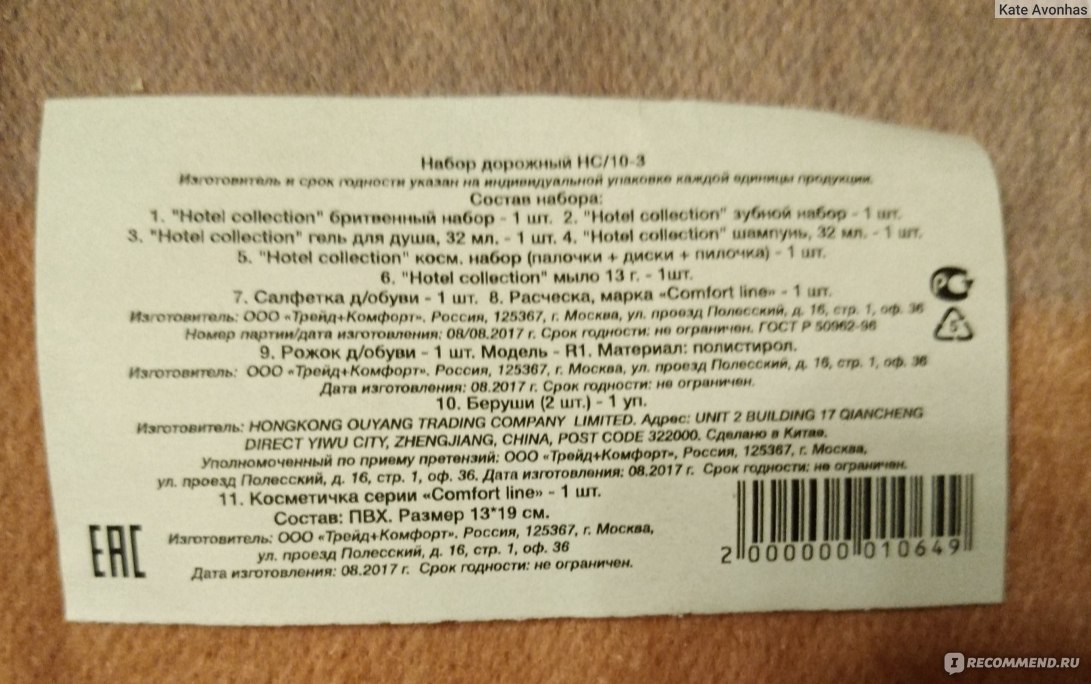 Kate Avonhas
Набор дорожный НС/10-3
Изготовитель и срок годности указан на индивидуальной упаковке каждой единицы продукции.
Состав набора:
1. "Hotel collection" бритвенный набор - 1 шт. 2. "Hotel collection" зубной набор - 1 шт.
3. "Hotel collection" гель для душа, 32 мл. - 1 шт. 4. "Hotel collection" шампунь, 32 мл. - 1 шт.
5. "Hotel collection" косм. набор (палочки + диски + пилочка) - 1 шт.
6. "Hotel collection" мыло 13 г. - 1шт.
7. Салфетка д/обуви - 1 шт. 8. Расческа, марка «Comfort line» - 1 шт.
Изготовитель: ООО «Трейд+Комфорт». Россия, 125367, г. Москва, ул. проезд Полесский, д. 16, стр. 1, оф. 36
Номер партии/дата изготовления: 08/08.2017 г. Срок годности: не ограничен. ГОСТ Р 50962-96
9. Рожок д/обуви - 1 шт. Модель - R1. Материал: полистирол.
Изготовитель: ООО «Трейд+Комфорт». Россия, 125367, г. Москва, ул. проезд Полесский, д. 16, стр. 1, оф. 36
Дата изготовления: 08.2017 г. Срок годности: не ограничен.
10. Беруши (2 шт.) - 1 уп.
Изготовитель: HONGKONG OUYANG TRADING COMPANY LIMITED. Адрес: UNIT 2 BUILDING 17 QIANCHENG
DIRECT YIWU CITY, ZHENGJIANG, CHINA, POST CODE 322000. Сделано в Китае.
Уполномоченный по приему претензий: ООО «Трейд+Комфорт», Россия, 125367, г. Москва,
ул. проезд Полесский, д. 16, стр. 1, оф. 36. Дата изготовления: 08.2017 г. Срок годности: не ограничен.
11. Косметичка серии «Comfort line» - 1 шт.
Состав: ПВХ. Размер 13*19 см.
Изготовитель: ООО «Трейд+Комфорт». Россия, 125367, г. Москва,
ул. проезд Полесский, д. 16, стр. 1, оф. 36
Дата изготовления: 08.2017 г. Срок годности: не ограничен.
РСТ
5
EAC
2 000000 010649
IRECOMMEND.RU